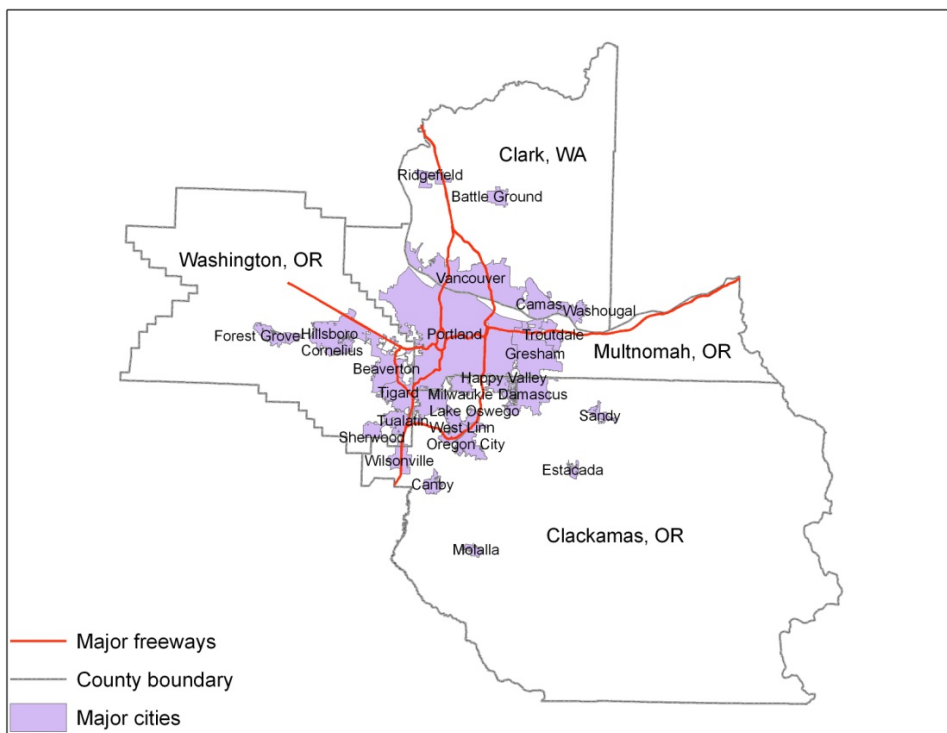 Clark, WA
Ridgefield
Battle Ground
Washington, OR
Vancouver
Camas
Washougal
Forest Grove
Hillsboro
Portland
Troutdale
Cornelius
Gresham
Multnomah, OR
Beaverton
Happy Valley
Tigard
Milwaukie
Damascus
Lake Oswego
Sandy
Tualatin
West Linn
Sherwood
Oregon City
Wilsonville
Estacada
Canby
Clackamas, OR
Molalla
Major freeways
County boundary
Major cities